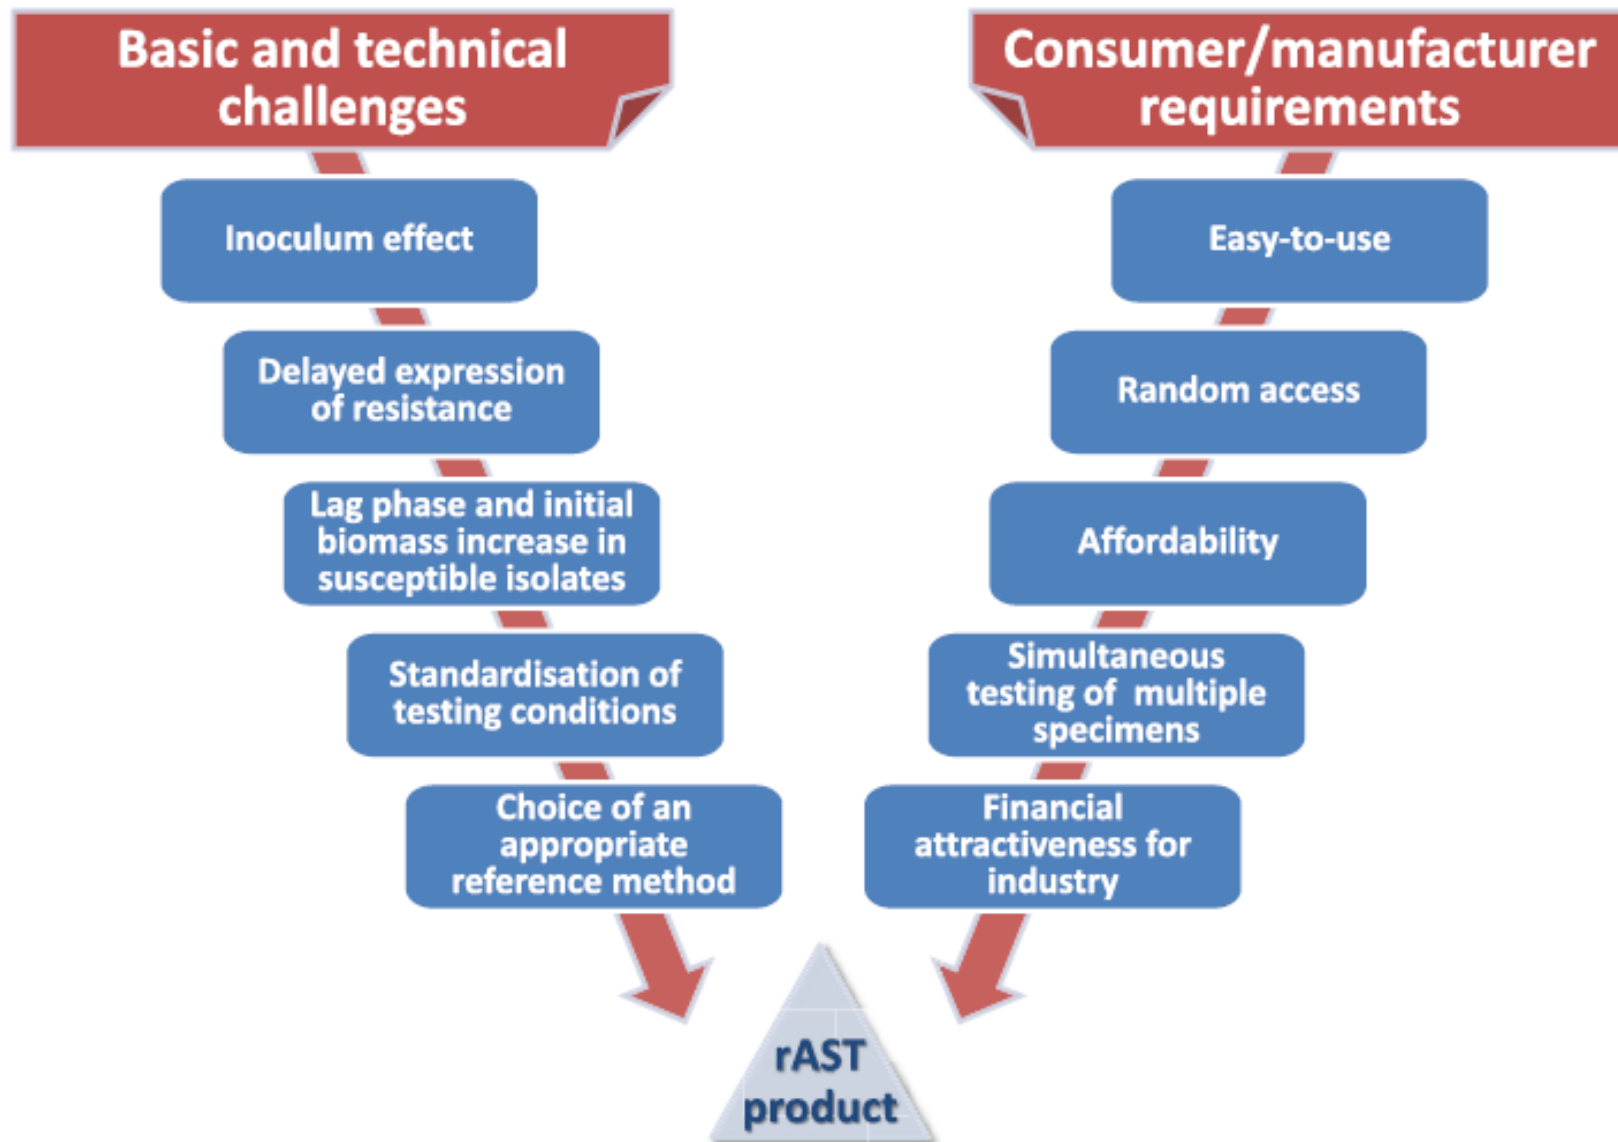 Basic and technical
challenges
Inoculum effect
Delayed expression
of resistance
Lag phase and initial
biomass increase in
susceptible isolates
Standardisation of
testing conditions
Choice of an
appropriate
reference method
Consumer/manufacturer
requirements
Easy-to-use
Random access
Affordability
Simultaneous
testing of  multiple
specimens
Financial
attractiveness for
industry
rAST
product